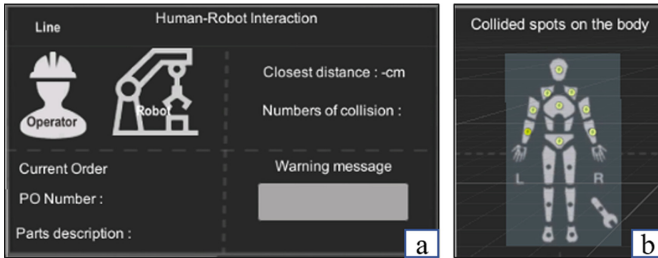 Line
Human-Robot Interaction
Operator
Robot
Closest distance : -cm
Numbers of collision :
Current Order
PO Number :
Parts description :
Warning message
a
Collided spots on the body
L
R
b